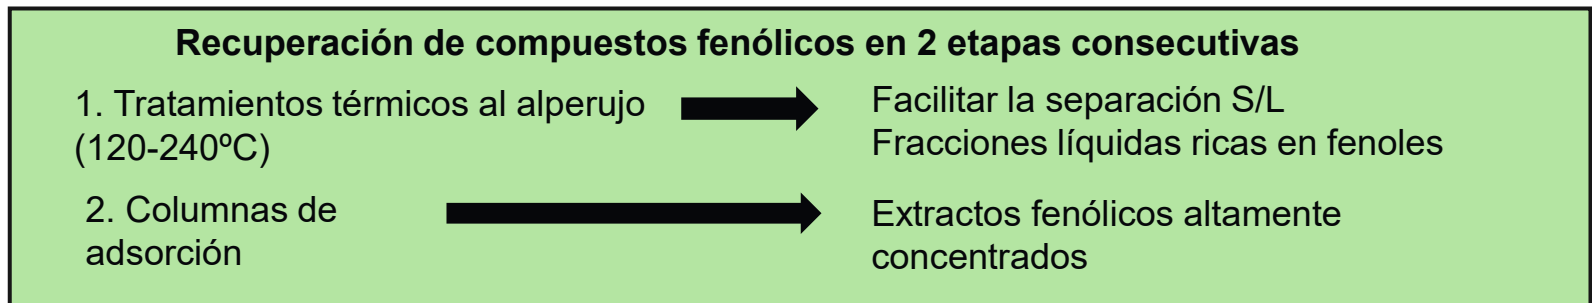 Recuperación de compuestos fenólicos en 2 etapas consecutivas
1. Tratamientos térmicos al alperujo
(120-240ºC)
Facilitar la separación S/L
Fracciones líquidas ricas en fenoles
2. Columnas de
adsorción
Extractos fenólicos altamente
concentrados